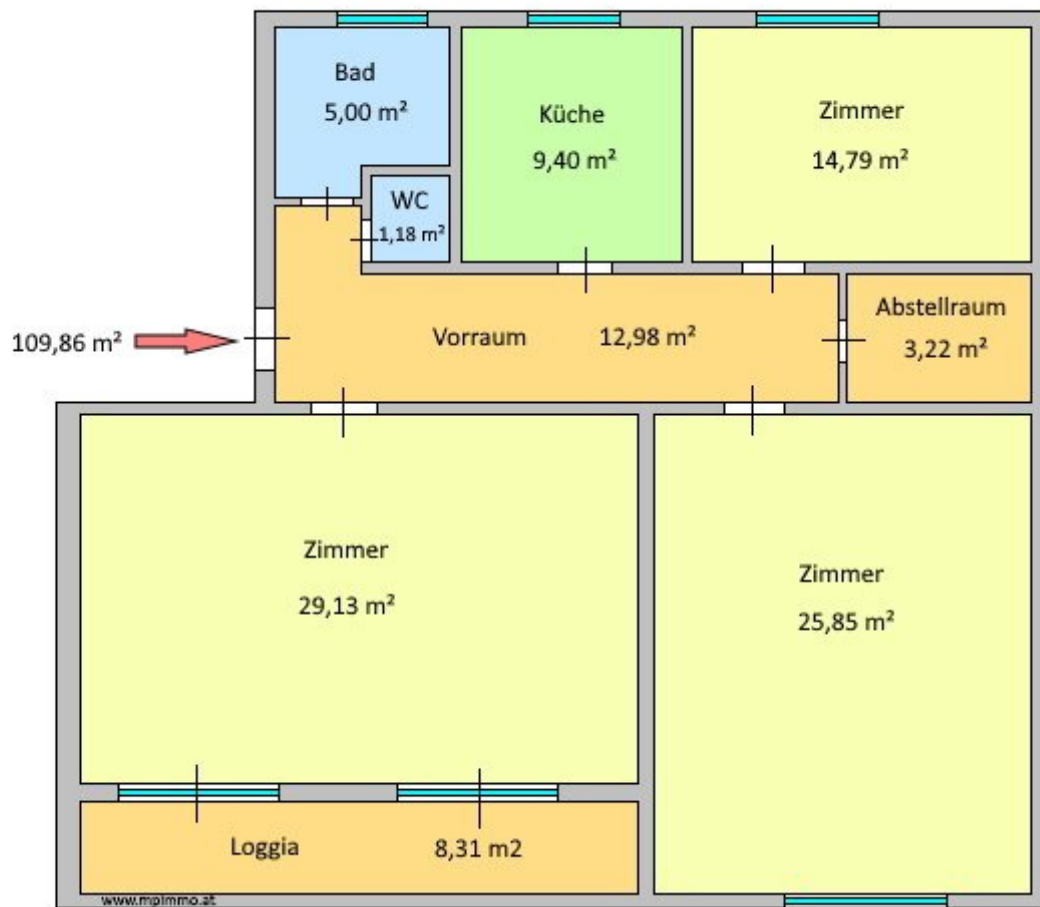 Bad
5,00 m²
Küche
9,40 m²
Zimmer
14,79 m²
WC
1,18 m²
109,86 m²
Vorraum 12,98 m²
Abstellraum
3,22 m²
Zimmer
29,13 m²
Zimmer
25,85 m²
Loggia 8,31 m2
www.mpimmo.at